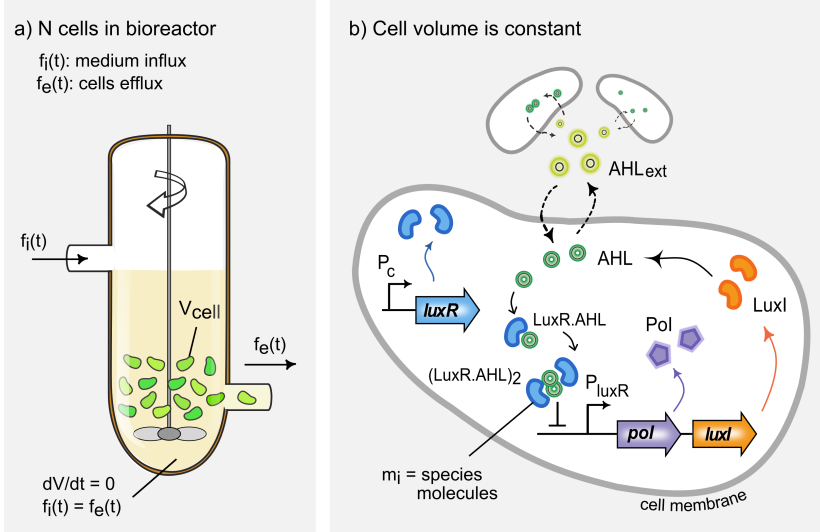 a) N cells in bioreactor
fi(t): medium influx
fe(t): cells efflux
fi(t)
Vcell
fe(t)
dV/dt = 0
fi(t) = fe(t)
b) Cell volume is constant
AHLext
Pc
luxR
AHL
LuxI
LuxR.AHL
PoI
(LuxR.AHL)2
PluxR
poI
luxI
mi = species
molecules
cell membrane